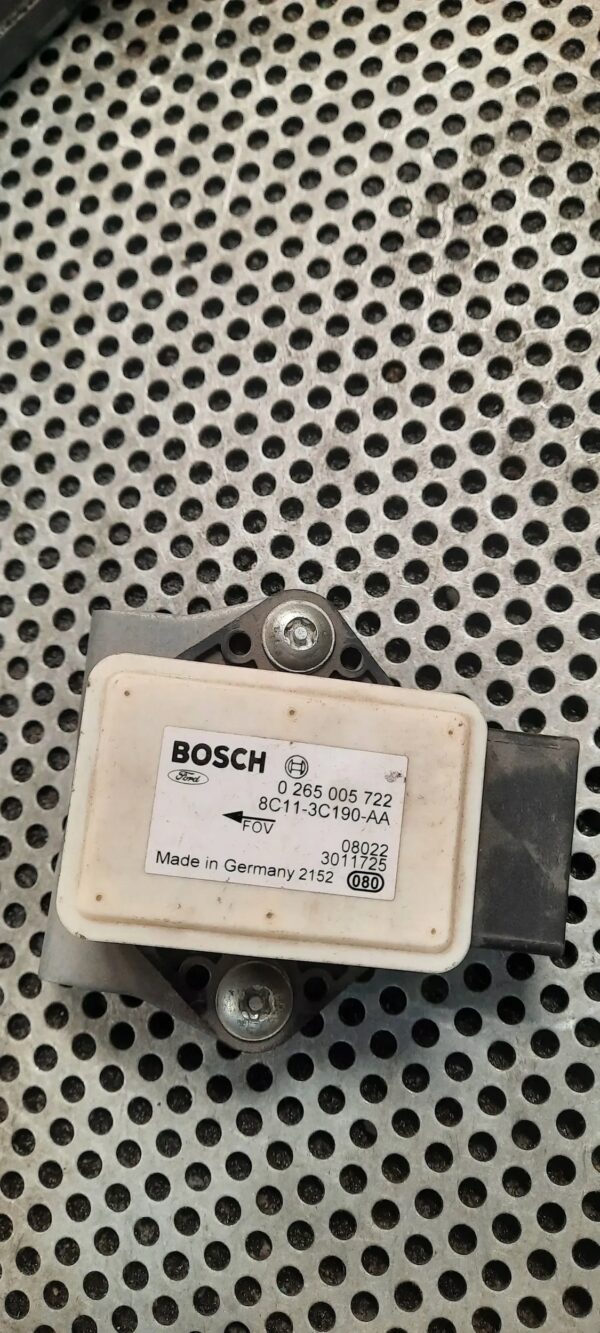 BOSCH
Ford
0 265 005 722
8C11-3C190-AA
FOV
08022
3011725
Made in Germany 2152 080